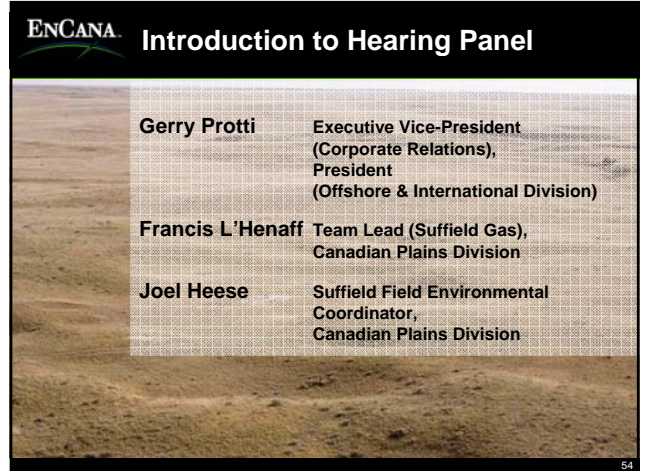 ENCANA™
Introduction to Hearing Panel
Gerry Protti Executive Vice-President
(Corporate Relations),
President
(Offshore & International Division)
Francis L'Henaff Team Lead (Suffield Gas),
Canadian Plains Division
Joel Heese Suffield Field Environmental
Coordinator,
Canadian Plains Division
54